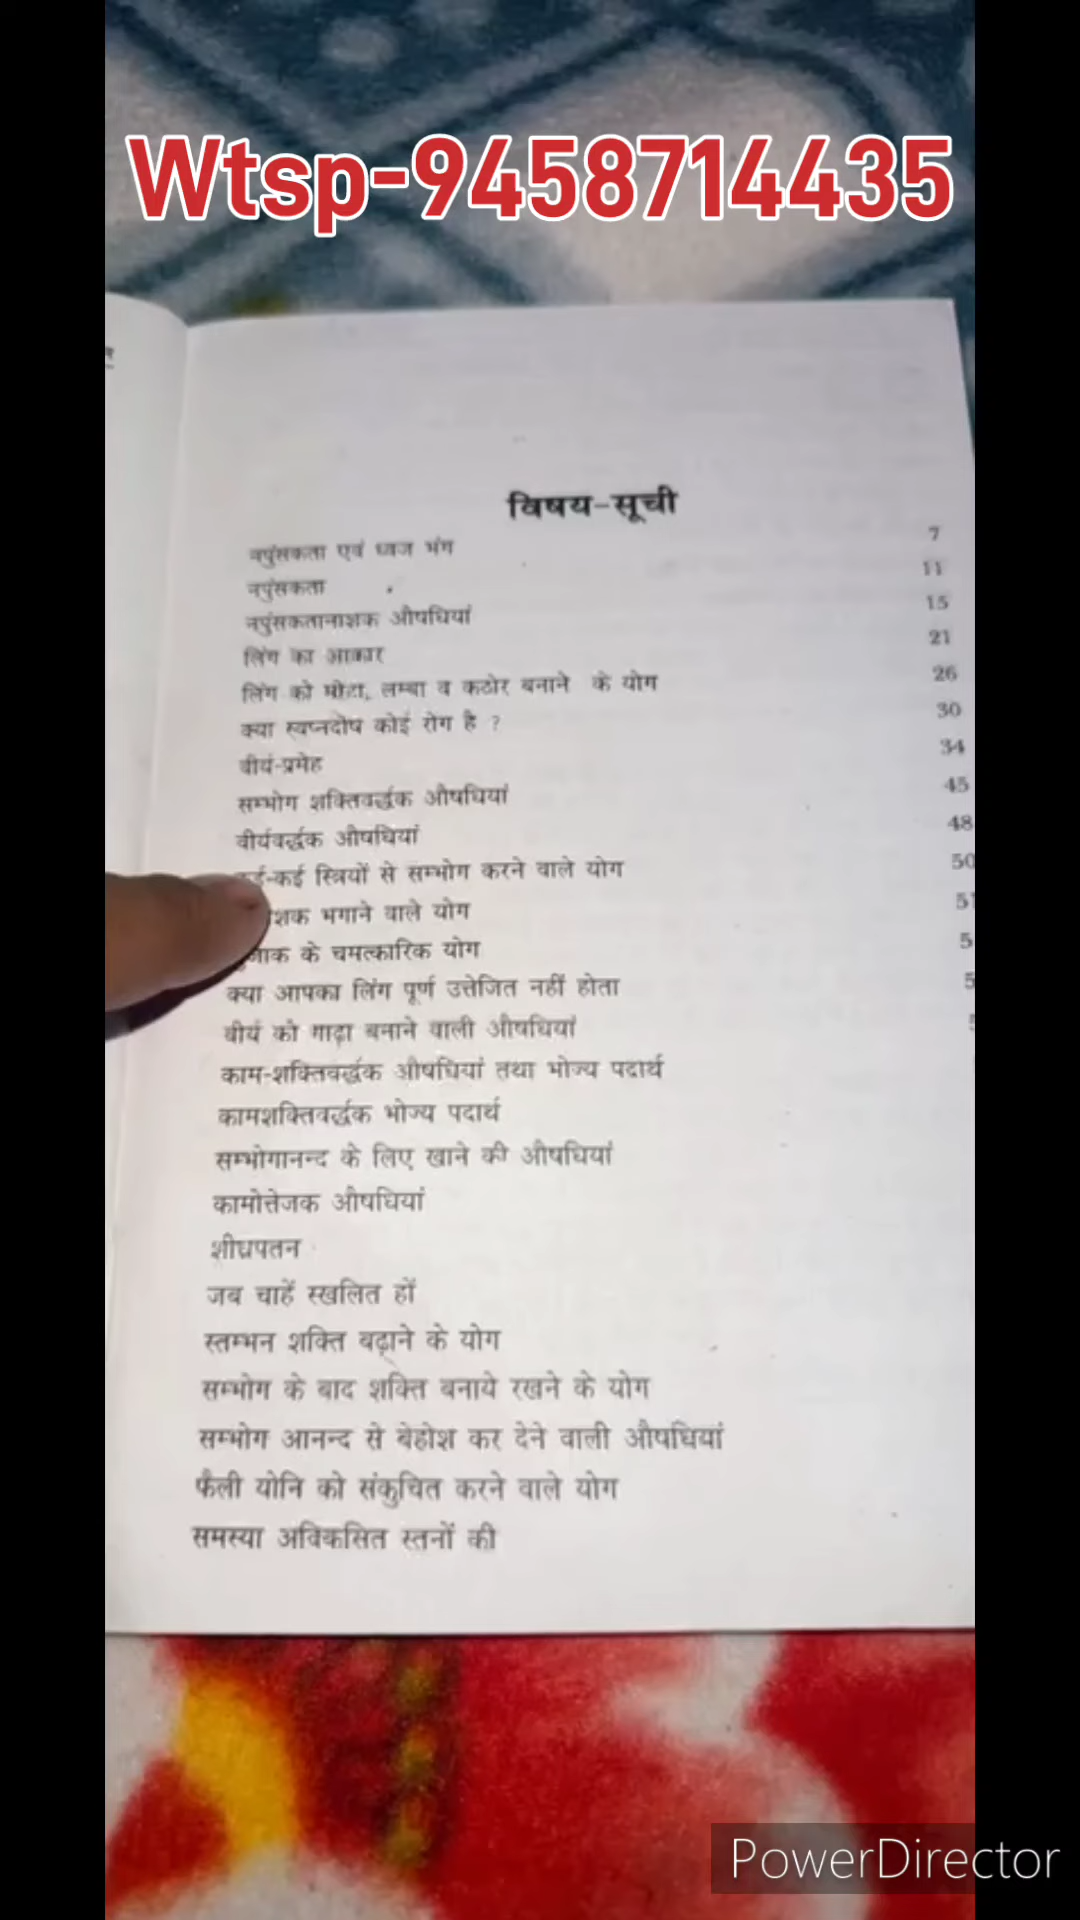 Wtsp-9458714435
विषय-सूची
नपुंसकता एवं ध्वज भंग 7
नपुंसकता 11
नपुंसकतानाशक औषधियां 15
लिंग का आकार 21
लिंग को मोटा, लम्बा व कठोर बनाने के योग 26
क्या स्वप्नदोष कोई रोग है ? 30
वीर्य-प्रमेह 34
सम्भोग शक्तिवर्द्धक औषधियां 45
वीर्यवर्द्धक औषधियां 48
कई-कई स्त्रियों से सम्भोग करने वाले योग 50
भगाने वाले योग 51
के चमत्कारिक योग 5
क्या आपका लिंग पूर्ण उत्तेजित नहीं होता 5
वीर्य को गाढ़ा बनाने वाली औषधियां
काम-शक्तिवर्द्धक औषधियां तथा भोज्य पदार्थ
कामशक्तिवर्द्धक भोज्य पदार्थ
सम्भोगानन्द के लिए खाने की औषधियां
कामोत्तेजक औषधियां
शीघ्रपतन
जब चाहें स्खलित हों
स्तम्भन शक्ति बढ़ाने के योग
सम्भोग के बाद शक्ति बनाये रखने के योग
सम्भोग आनन्द से बेहोश कर देने वाली औषधियां
फैली योनि को संकुचित करने वाले योग
समस्या अविकसित स्तनों की
PowerDirector